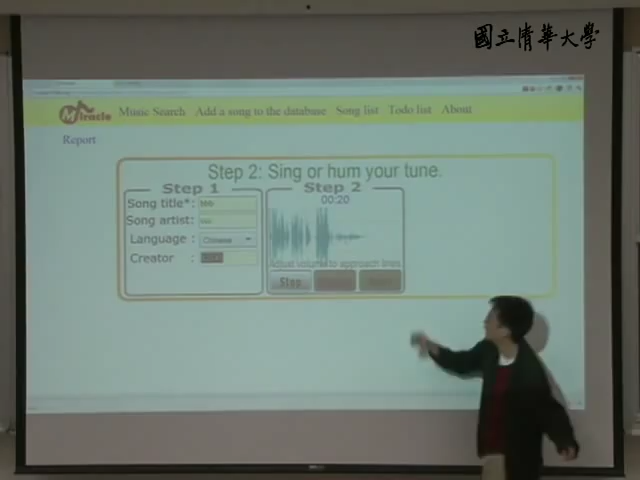 國立清華大學
Miracle Music Search Add a song to the database Song list Todo list About
Report
Step 2: Sing or hum your tune.
Step 1
Song title*:
Song artist:
Language : Chinese
Creator :
Step 2
00:20
Adjust volume to approach lines
Stop